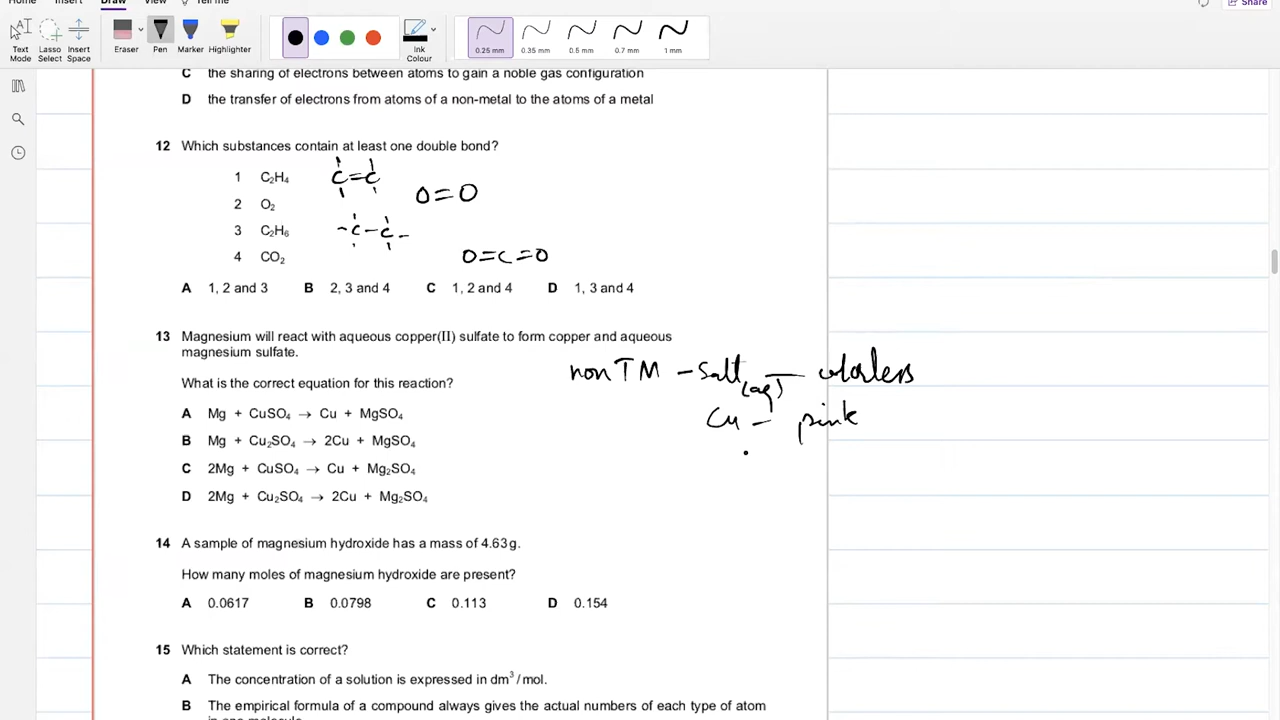 Home Insert Draw View Tell me
Share
Text Mode
Lasso Select
Insert Space
Eraser
Pen
Marker
Highlighter
Ink Colour
0.25 mm
0.35 mm
0.5 mm
0.7 mm
1 mm
C the sharing of electrons between atoms to gain a noble gas configuration
D the transfer of electrons from atoms of a non-metal to the atoms of a metal
12 Which substances contain at least one double bond?
1 C₂H₄ C=C
2 O₂ O=O
3 C₂H₆ -C-C-
4 CO₂ O=C=O
A 1, 2 and 3 B 2, 3 and 4 C 1, 2 and 4 D 1, 3 and 4
13 Magnesium will react with aqueous copper(II) sulfate to form copper and aqueous
magnesium sulfate.
non TM - salt(aq) — colorless
What is the correct equation for this reaction?
A Mg + CuSO₄ → Cu + MgSO₄
Cu - pink
B Mg + Cu₂SO₄ → 2Cu + MgSO₄
C 2Mg + CuSO₄ → Cu + Mg₂SO₄
D 2Mg + Cu₂SO₄ → 2Cu + Mg₂SO₄
14 A sample of magnesium hydroxide has a mass of 4.63 g.
How many moles of magnesium hydroxide are present?
A 0.0617 B 0.0798 C 0.113 D 0.154
15 Which statement is correct?
A The concentration of a solution is expressed in dm³/mol.
B The empirical formula of a compound always gives the actual numbers of each type of atom
in one molecule.